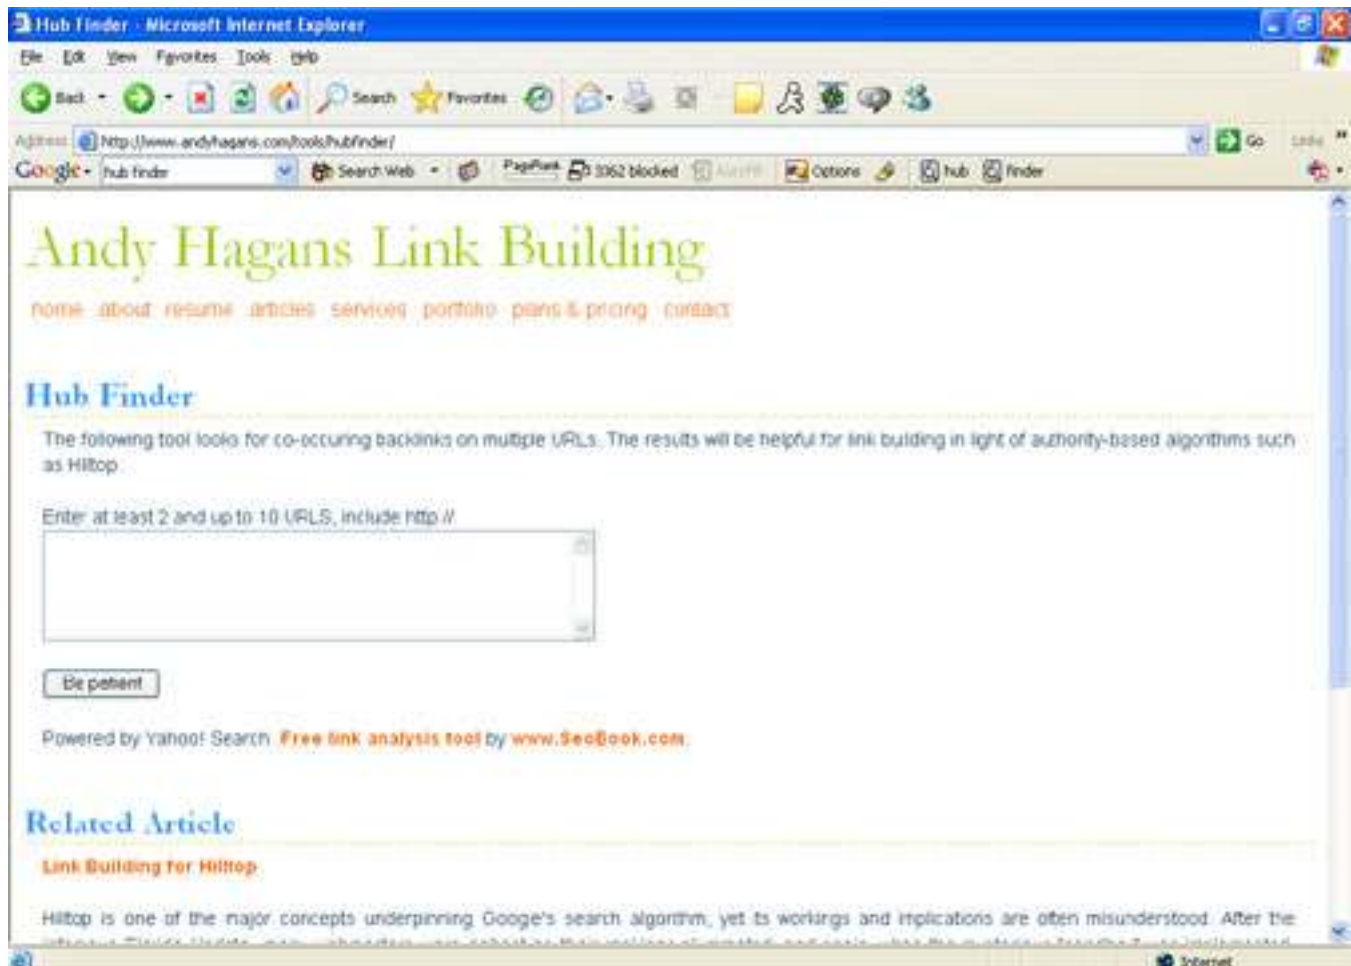 Hub Finder - Microsoft Internet Explorer
File Edit View Favorites Tools Help
Back Search Favorites
Address http://www.andyhagans.com/tools/hubfinder/ Go Links »
Google hub finder Search Web PageRank 3362 blocked AutoFill Options hub finder
Andy Hagans Link Building
home about resume articles services portfolio plans & pricing contact
Hub Finder
The following tool looks for co-occuring backlinks on multiple URLs. The results will be helpful for link building in light of authority-based algorithms such
as Hilltop.
Enter at least 2 and up to 10 URLS, include http://
Be patient
Powered by Yahoo! Search. Free link analysis tool by www.SeoBook.com.
Related Article
Link Building for Hilltop
Hilltop is one of the major concepts underpinning Googe's search algorithm, yet its workings and implications are often misunderstood. After the
Internet